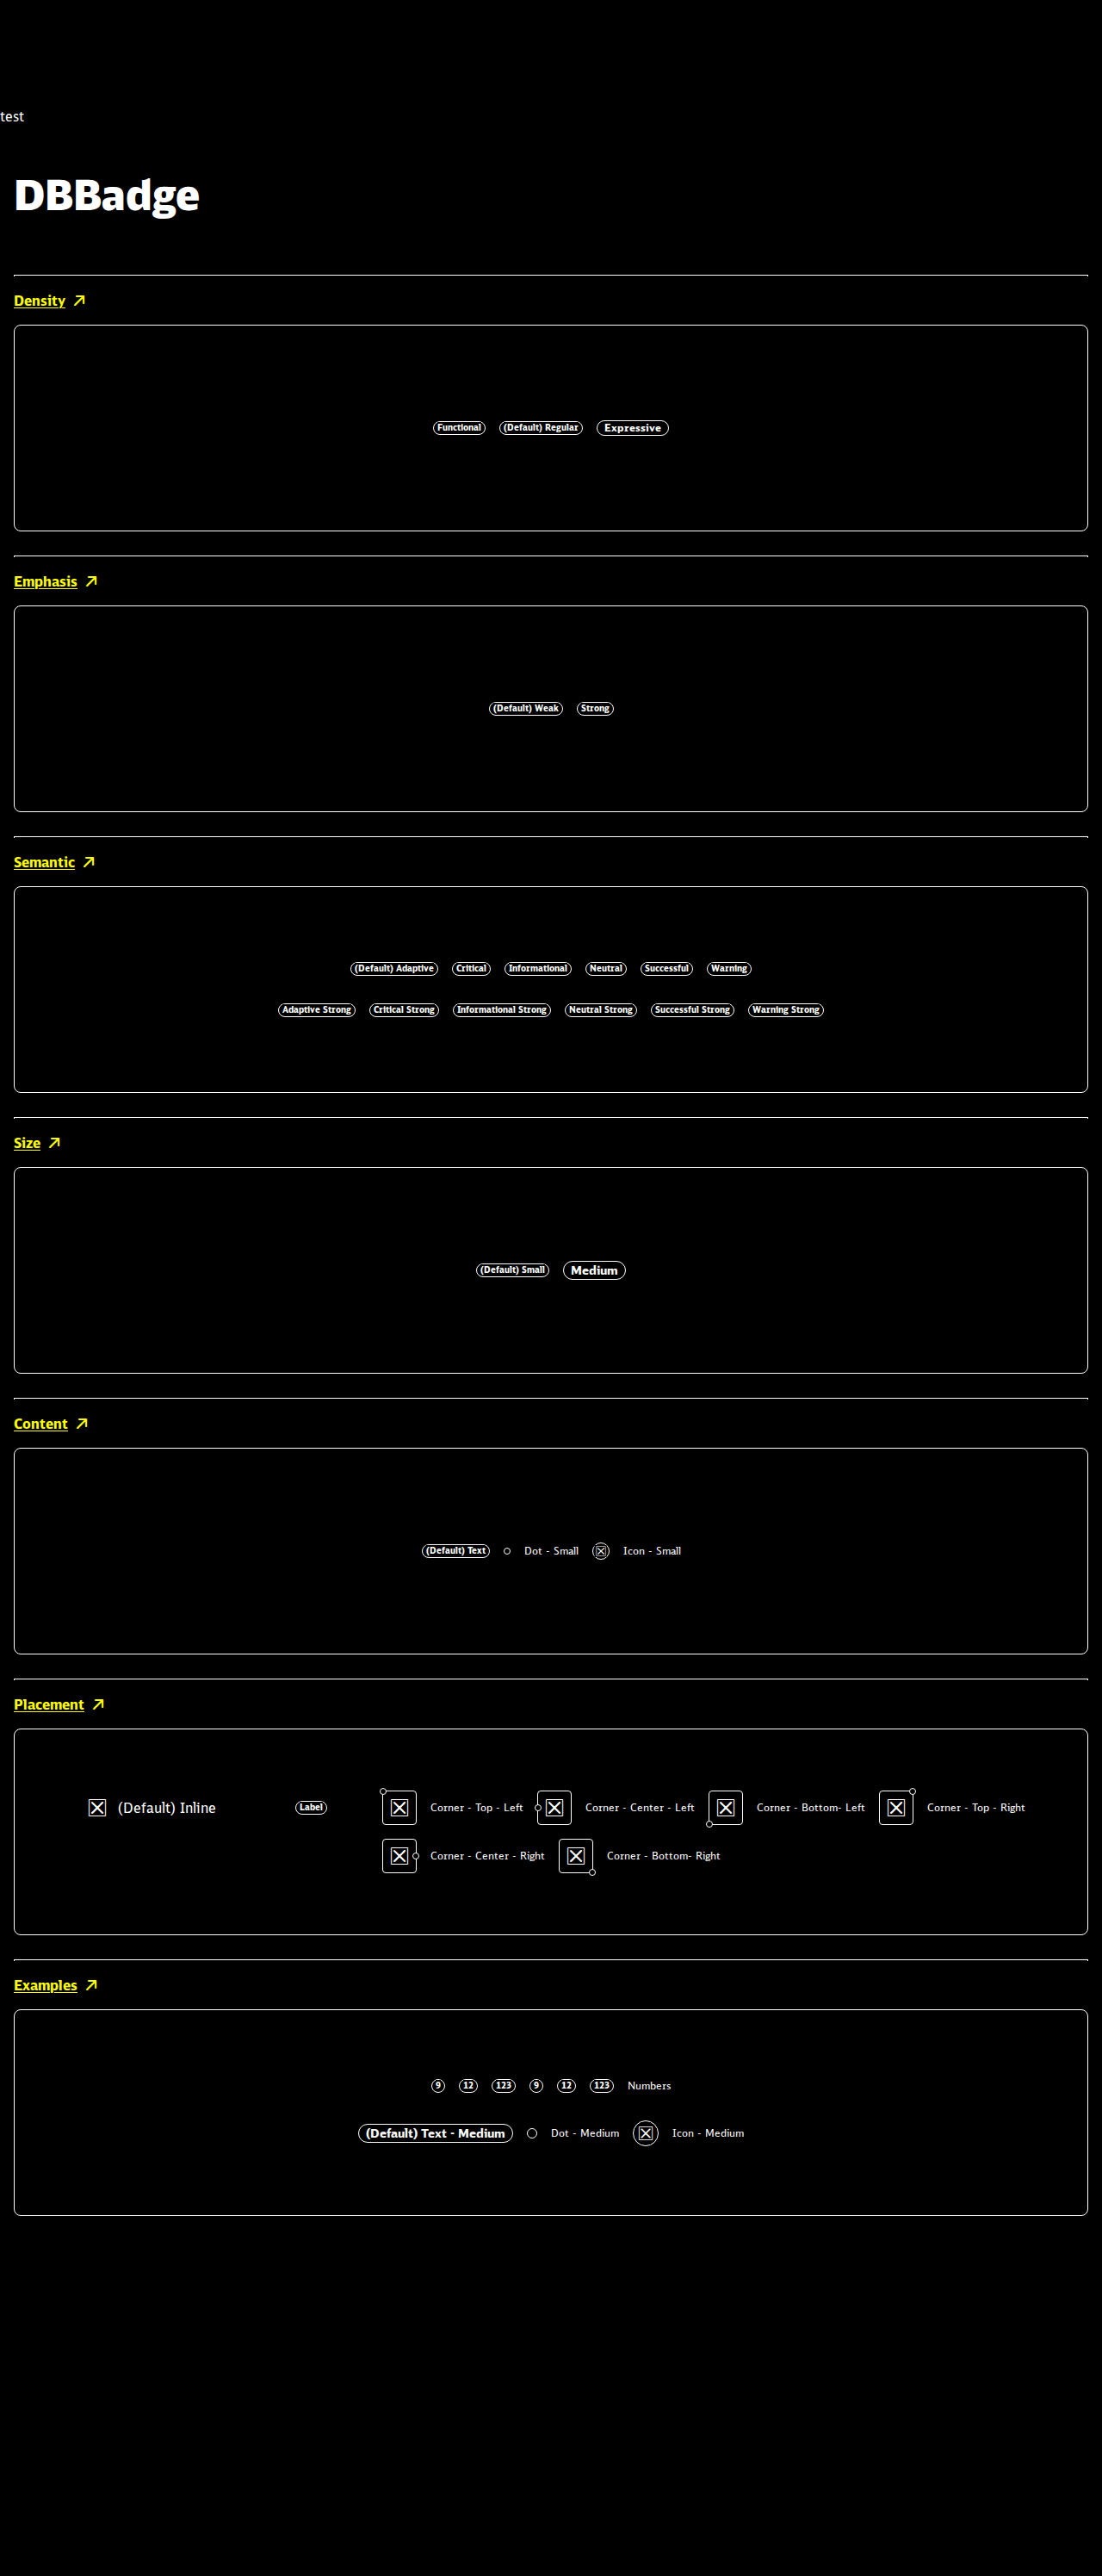 test
DBBadge
Density
Functional (Default) Regular Expressive
Emphasis
(Default) Weak Strong
Semantic
(Default) Adaptive Critical Informational Neutral Successful Warning
Adaptive Strong Critical Strong Informational Strong Neutral Strong Successful Strong Warning Strong
Size
(Default) Small Medium
Content
(Default) Text Dot - Small Icon - Small
Placement
(Default) Inline Label Corner - Top - Left Corner - Center - Left Corner - Bottom- Left Corner - Top - Right
Corner - Center - Right Corner - Bottom- Right
Examples
9 12 123 9 12 123 Numbers
(Default) Text - Medium Dot - Medium Icon - Medium